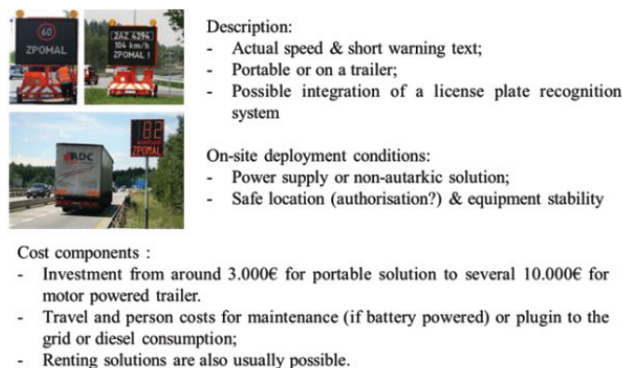 60
ZPOMAL
2AZ 4394
104 km/h
ZPOMAL !
182
ZPOMAL
ADC
Description:
- Actual speed & short warning text;
- Portable or on a trailer;
- Possible integration of a license plate recognition
system
On-site deployment conditions:
- Power supply or non-autarkic solution;
- Safe location (authorisation?) & equipment stability
Cost components :
- Investment from around 3.000€ for portable solution to several 10.000€ for
motor powered trailer.
- Travel and person costs for maintenance (if battery powered) or plugin to the
grid or diesel consumption;
- Renting solutions are also usually possible.